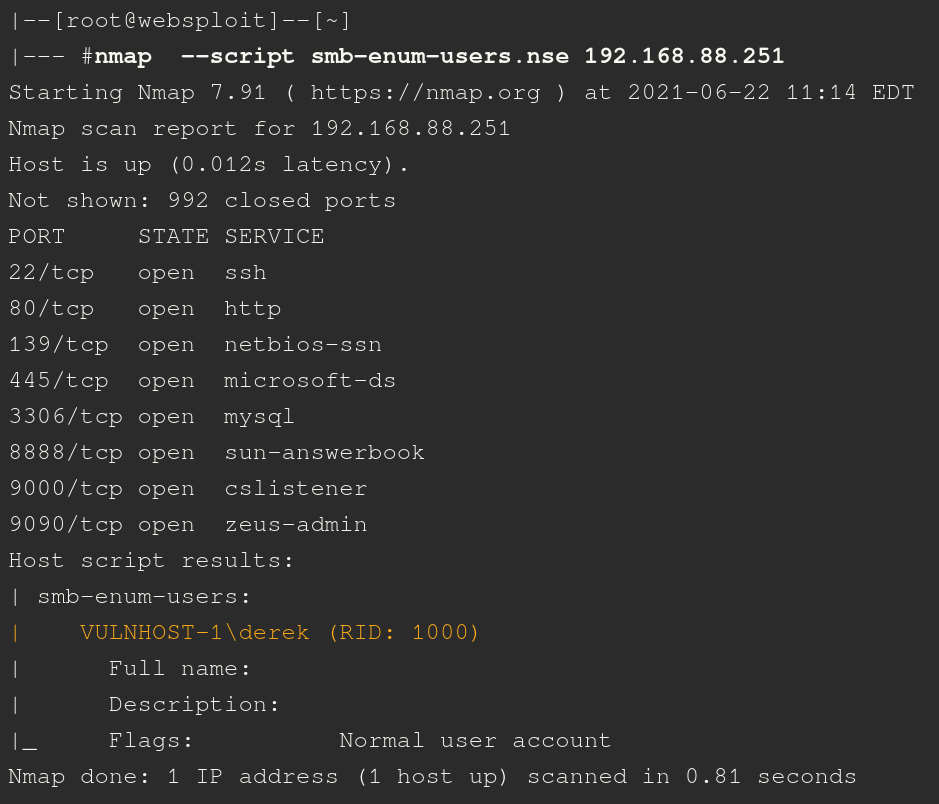 |--[root@websploit]--[~]
|--- #nmap  --script smb-enum-users.nse 192.168.88.251
Starting Nmap 7.91 ( https://nmap.org ) at 2021-06-22 11:14 EDT
Nmap scan report for 192.168.88.251
Host is up (0.012s latency).
Not shown: 992 closed ports
PORT     STATE SERVICE
22/tcp   open  ssh
80/tcp   open  http
139/tcp  open  netbios-ssn
445/tcp  open  microsoft-ds
3306/tcp open  mysql
8888/tcp open  sun-answerbook
9000/tcp open  cslistener
9090/tcp open  zeus-admin
Host script results:
| smb-enum-users:
|    VULNHOST-1\derek (RID: 1000)
|      Full name:
|      Description:
|_     Flags:          Normal user account
Nmap done: 1 IP address (1 host up) scanned in 0.81 seconds